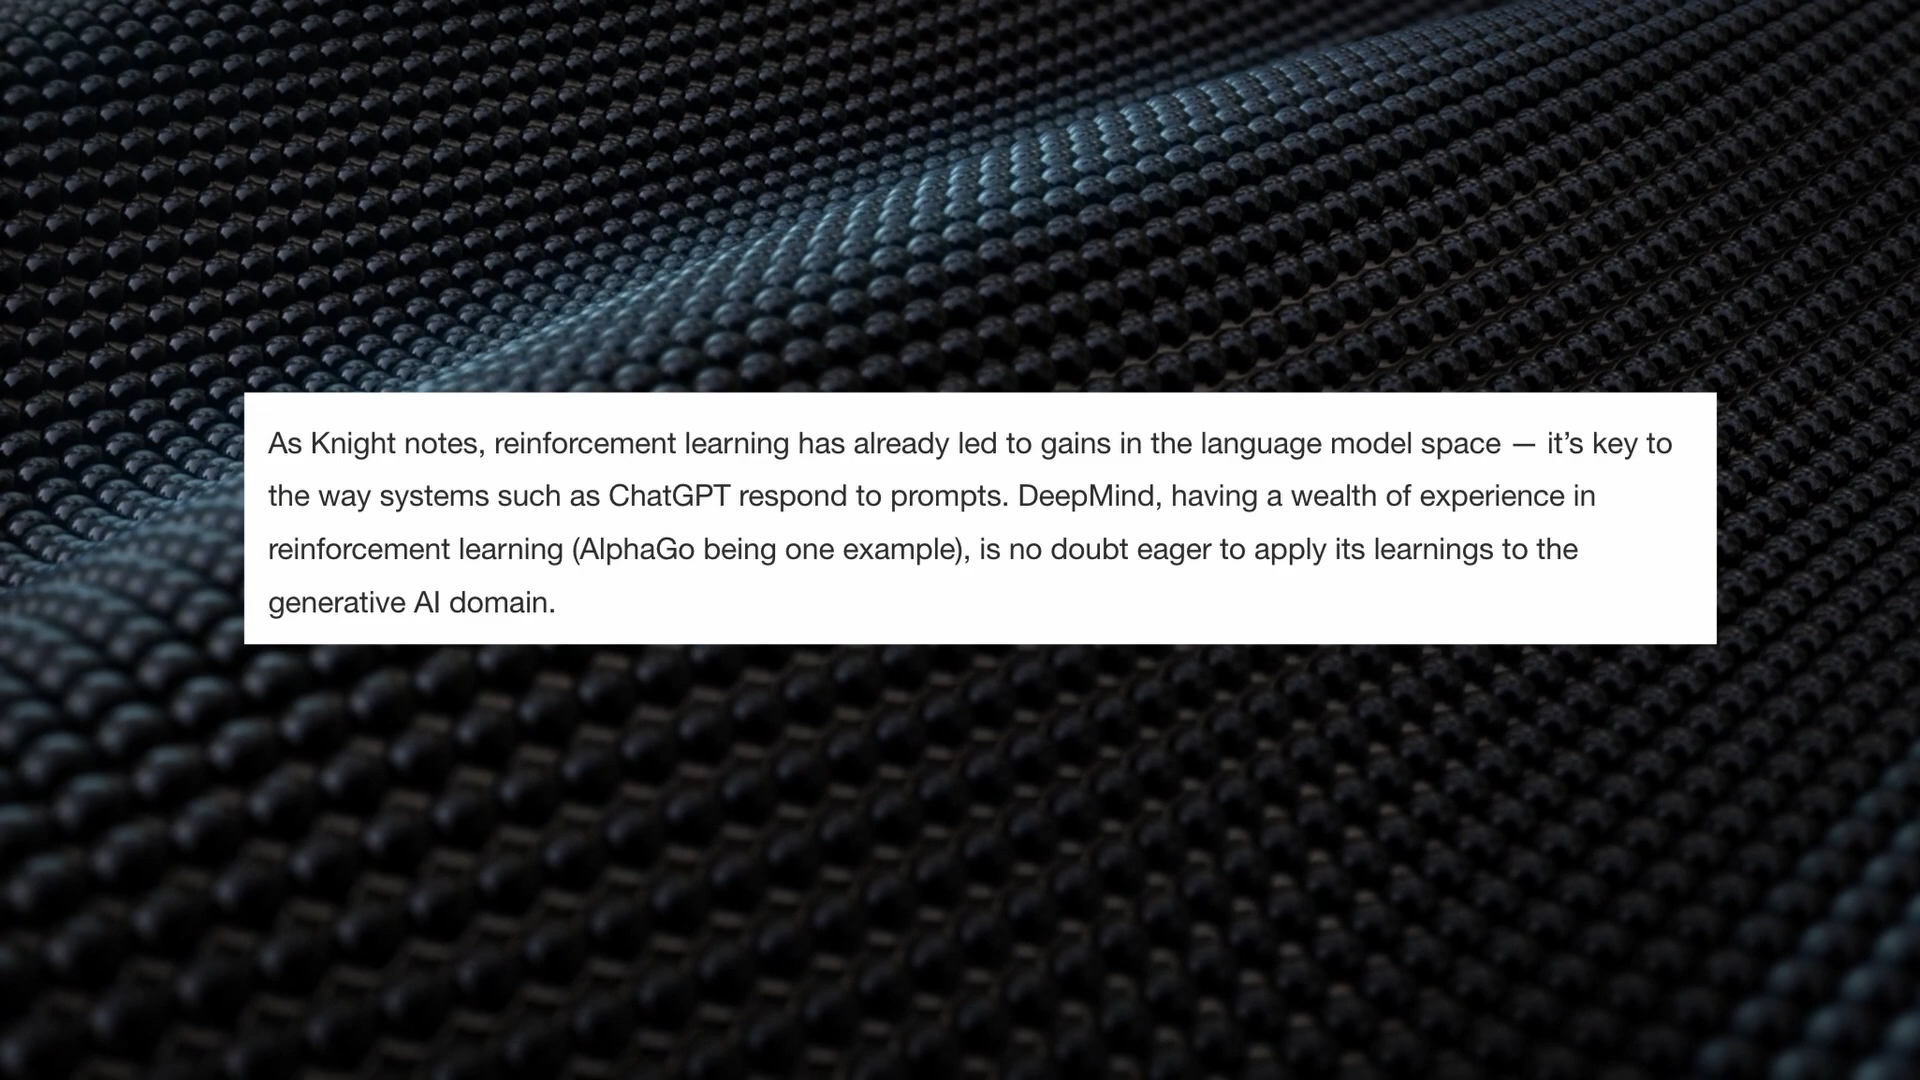 As Knight notes, reinforcement learning has already led to gains in the language model space — it’s key to
the way systems such as ChatGPT respond to prompts. DeepMind, having a wealth of experience in
reinforcement learning (AlphaGo being one example), is no doubt eager to apply its learnings to the
generative AI domain.